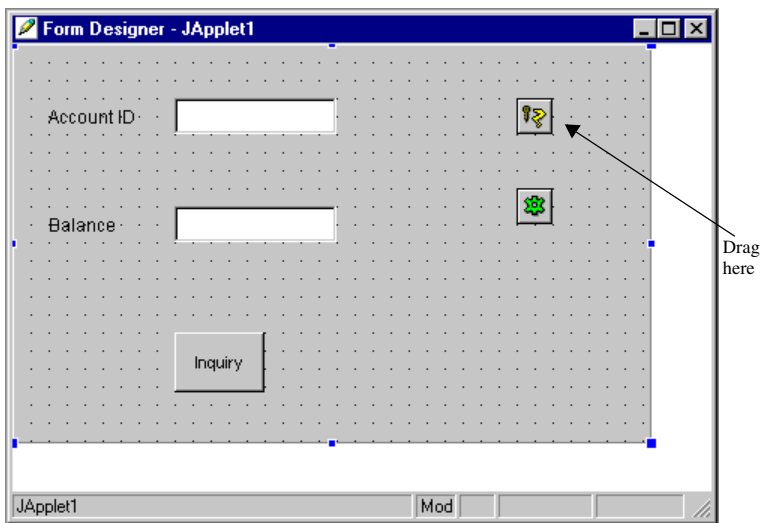 Form Designer - JApplet1
Account ID
Balance
Drag
here
Inquiry
JApplet1 Mod